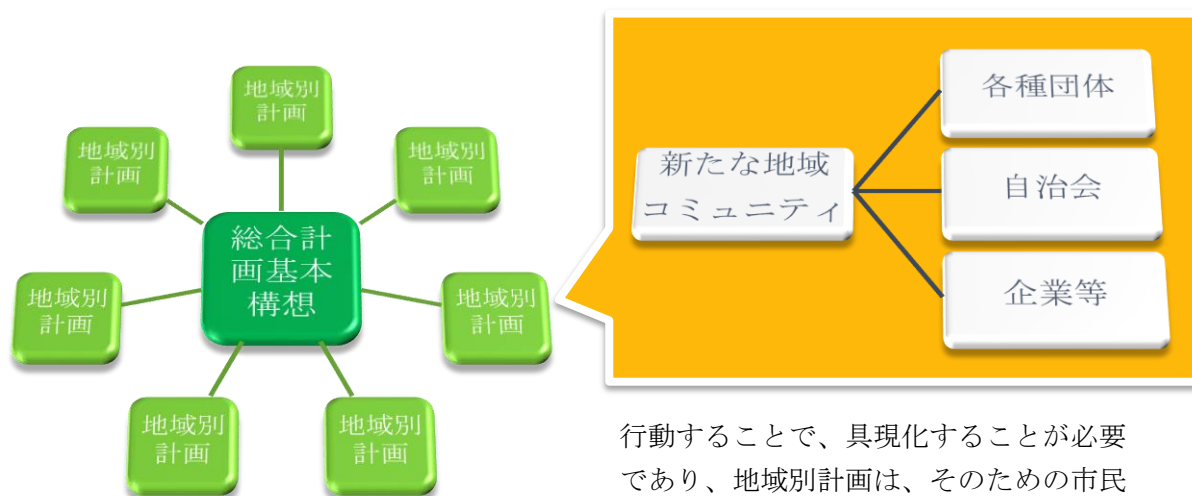 地域別
計画
地域別
計画
地域別
計画
総合計
画基本
構想
地域別
計画
地域別
計画
地域別
計画
地域別
計画
新たな地域
コミュニティ
各種団体
自治会
企業等
行動することで、具現化することが必要
であり、地域別計画は、そのための市民